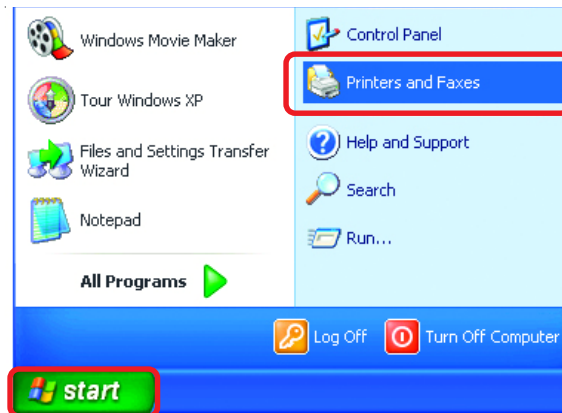 Windows Movie Maker
Tour Windows XP
Files and Settings Transfer
Wizard
Notepad
All Programs
Control Panel
Printers and Faxes
Help and Support
Search
Run...
Log Off
Turn Off Computer
start